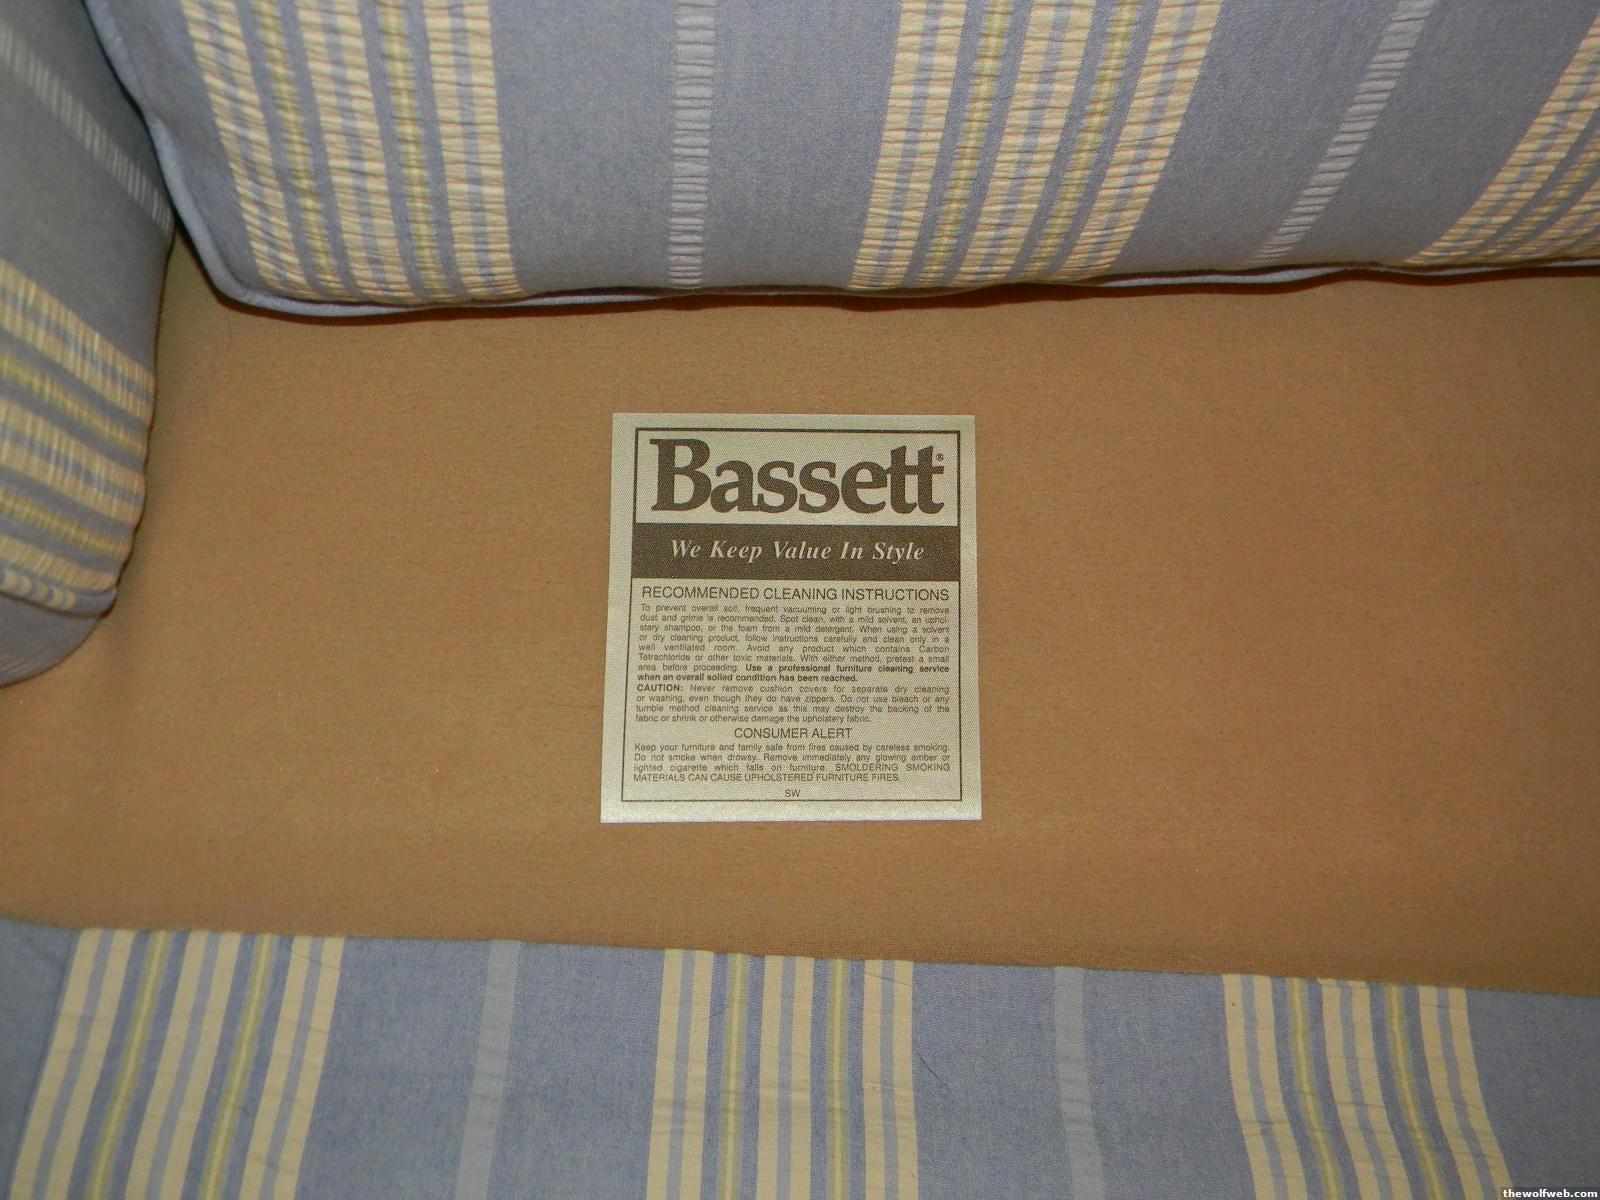 Bassett®
We Keep Value In Style
RECOMMENDED CLEANING INSTRUCTIONS
To prevent overall soil, frequent vacuuming or light brushing to remove
dust and grime is recommended. Spot clean, with a mild solvent, an uphol-
stery shampoo, or the foam from a mild detergent. When using a solvent
or dry cleaning product, follow instructions carefully and clean only in a
well ventilated room. Avoid any product which contains Carbon
Tetrachloride or other toxic materials. With either method, pretest a small
area before proceeding. Use a professional furniture cleaning service
when an overall soiled condition has been reached.
CAUTION: Never remove cushion covers for separate dry cleaning
or washing, even though they do have zippers. Do not use bleach or any
tumble method cleaning service as this may destroy the backing of the
fabric or shrink or otherwise damage the upholstery fabric.
CONSUMER ALERT
Keep your furniture and family safe from fires caused by careless smoking.
Do not smoke when drowsy. Remove immediately any glowing ember or
lighted cigarette which falls on furniture. SMOLDERING SMOKING
MATERIALS CAN CAUSE UPHOLSTERED FURNITURE FIRES.
SW
thewolfweb.com